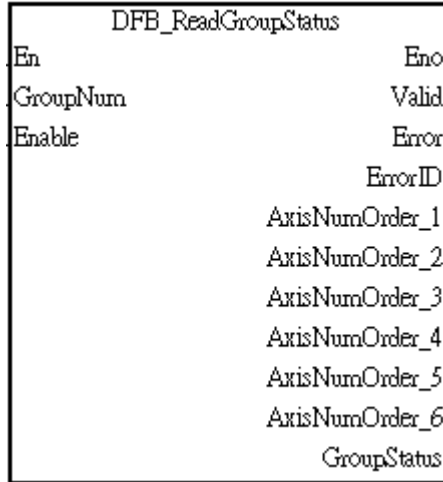 DFB_ReadGroupStatus
En Eno
GroupNum Valid
Enable Error
ErrorID
AxisNumOrder_1
AxisNumOrder_2
AxisNumOrder_3
AxisNumOrder_4
AxisNumOrder_5
AxisNumOrder_6
GroupStatus